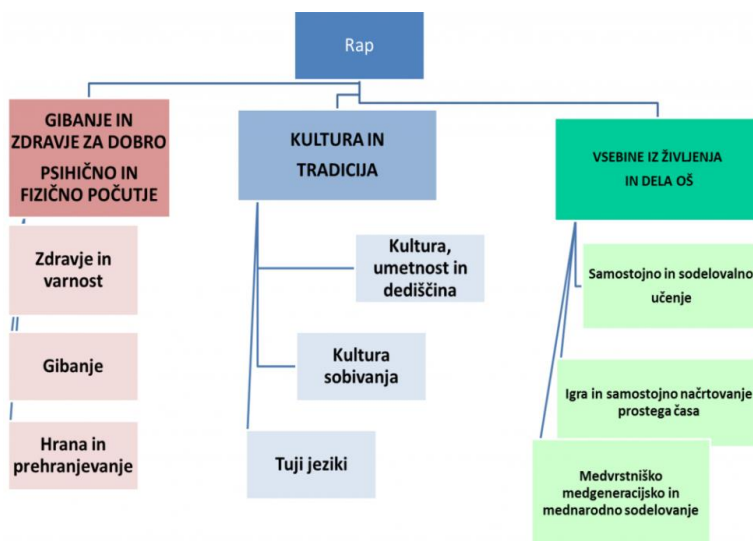 Rap
GIBANJE IN
ZDRAVJE ZA DOBRO
PSIHIČNO IN
FIZIČNO POČUTJE
Zdravje in
varnost
Gibanje
Hrana in
prehranjevanje
KULTURA IN
TRADICIJA
Kultura,
umetnost in
dediščina
Kultura
sobivanja
Tuji jeziki
VSEBINE IZ ŽIVLJENJA
IN DELA OŠ
Samostojno in sodelovalno
učenje
Igra in samostojno načrtovanje
prostega časa
Medvrstniško
medgeneracijsko in
mednarodno sodelovanje